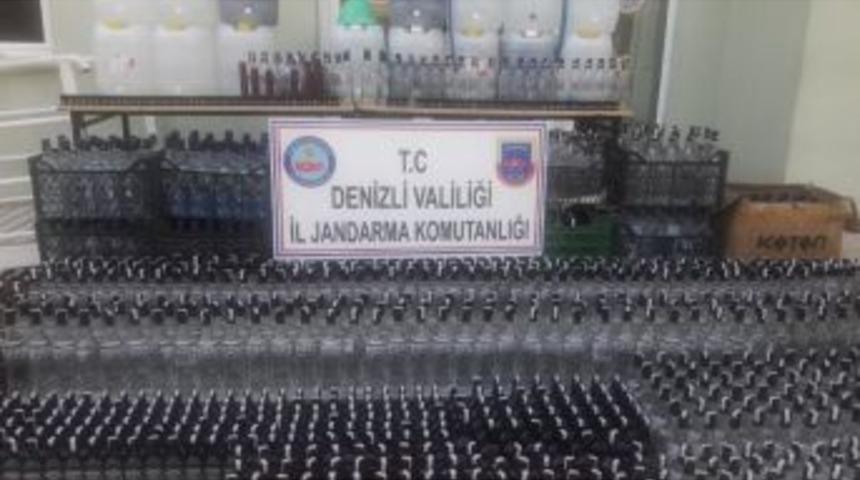 T.C
DENİZLİ VALİLİĞİ
İL JANDARMA KOMUTANLIĞI